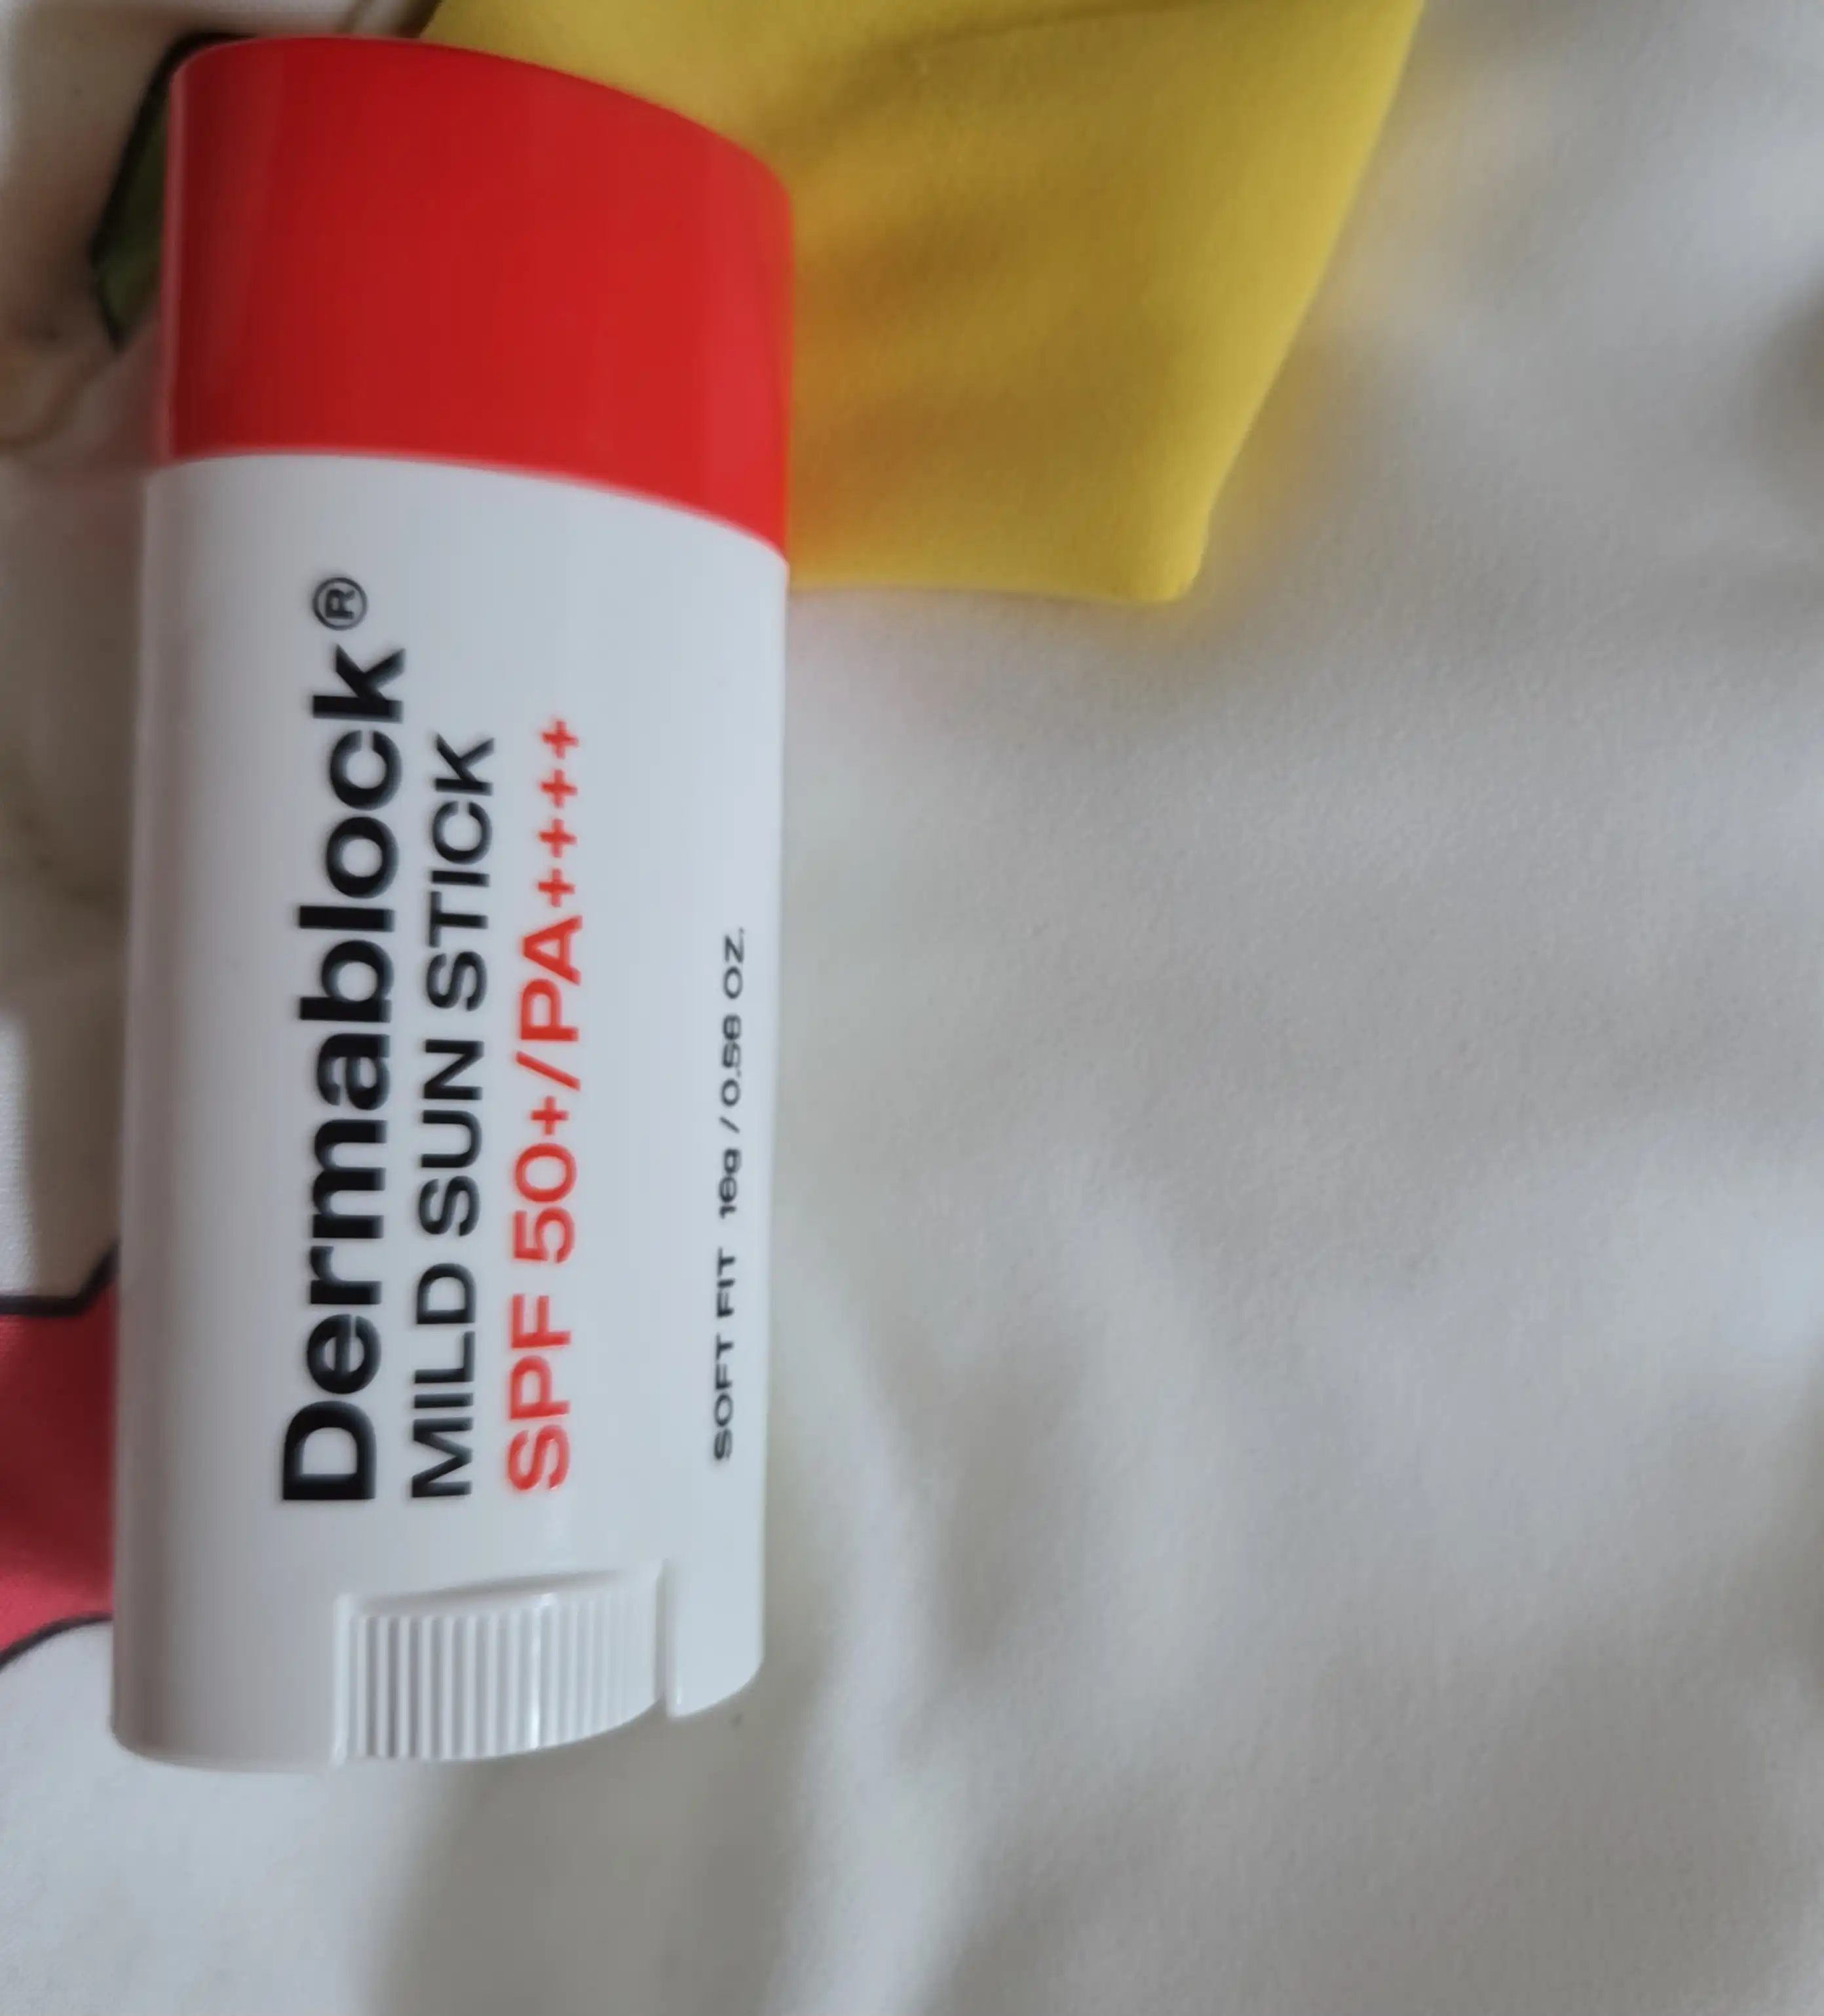 Dermablock®
MILD SUN STICK
SPF 50+/PA++++
SOFT FIT 16g / 0.56 OZ.